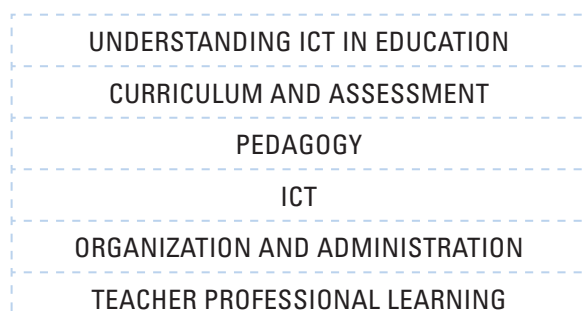 UNDERSTANDING ICT IN EDUCATION
CURRICULUM AND ASSESSMENT
PEDAGOGY
ICT
ORGANIZATION AND ADMINISTRATION
TEACHER PROFESSIONAL LEARNING